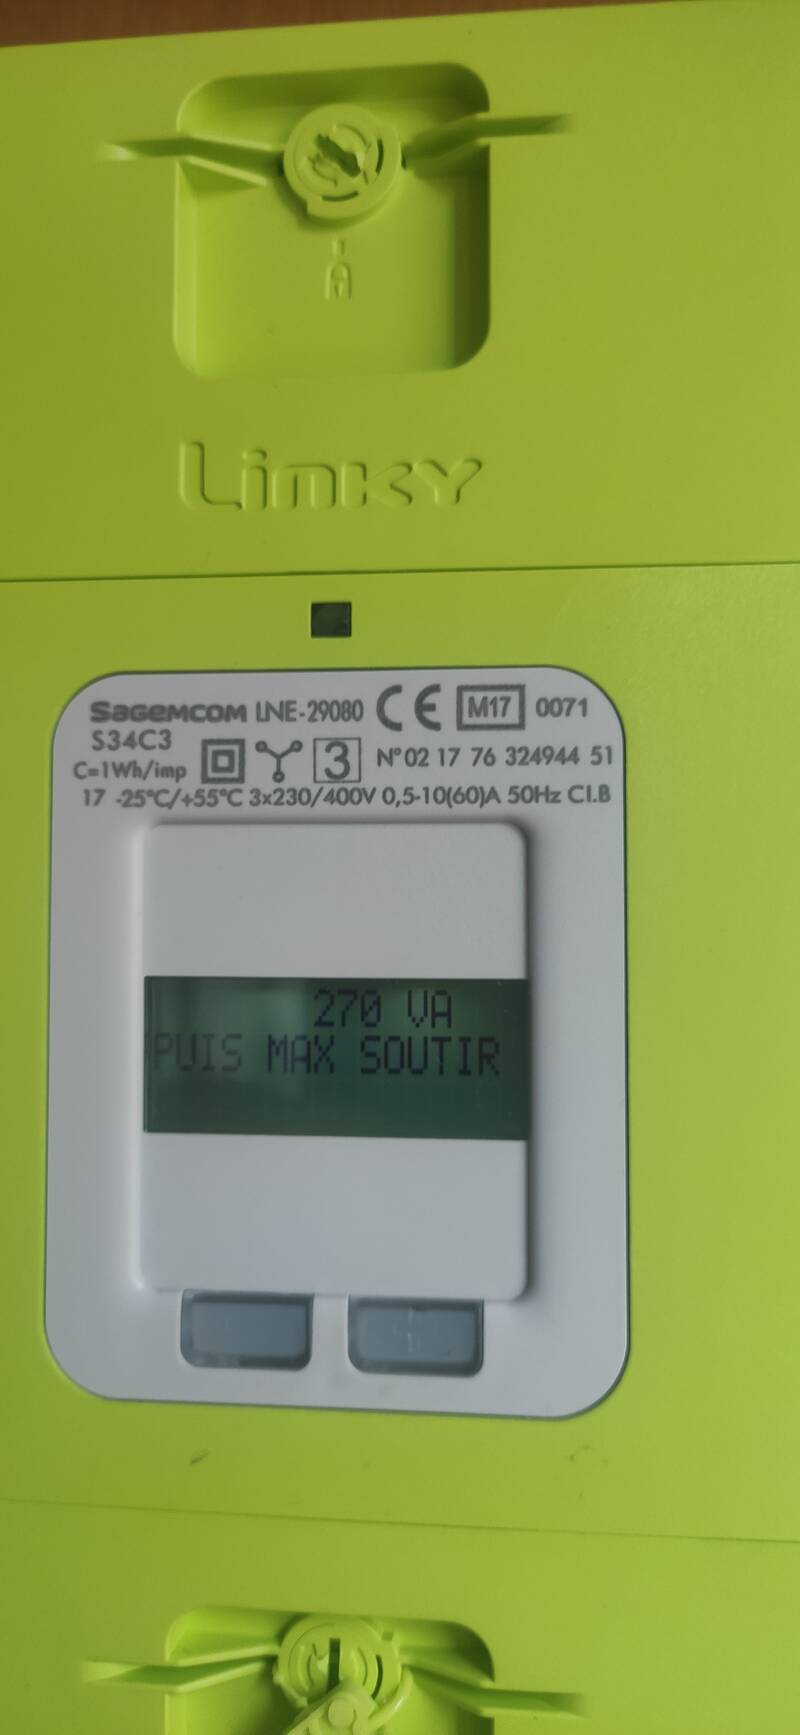 Linky
SAGEMCOM LNE-29080 CE M17 0071
S34C3
C=1Wh/imp 3 N° 02 17 76 324944 51
17 -25°C/+55°C 3x230/400V 0,5-10(60)A 50Hz Cl.B
270 VA
PUIS MAX SOUTIR